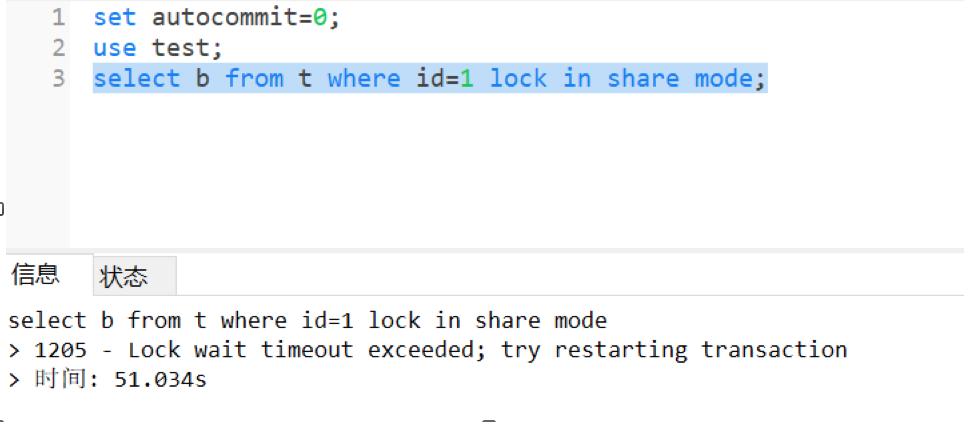 1 set autocommit=0;
2 use test;
3 select b from t where id=1 lock in share mode;
信息 状态
select b from t where id=1 lock in share mode
> 1205 - Lock wait timeout exceeded; try restarting transaction
> 时间: 51.034s